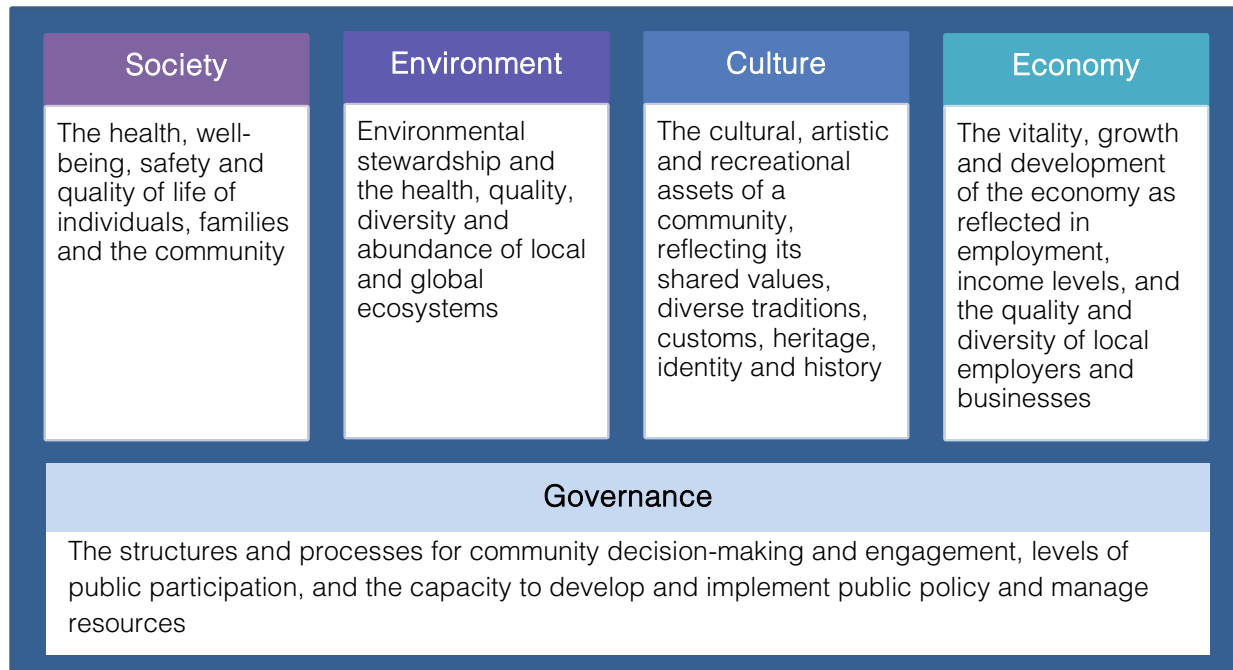 Society
The health, well-
being, safety and
quality of life of
individuals, families
and the community
Environment
Environmental
stewardship and
the health, quality,
diversity and
abundance of local
and global
ecosystems
Culture
The cultural, artistic
and recreational
assets of a
community,
reflecting its
shared values,
diverse traditions,
customs, heritage,
identity and history
Economy
The vitality, growth
and development
of the economy as
reflected in
employment,
income levels, and
the quality and
diversity of local
employers and
businesses
Governance
The structures and processes for community decision-making and engagement, levels of
public participation, and the capacity to develop and implement public policy and manage
resources